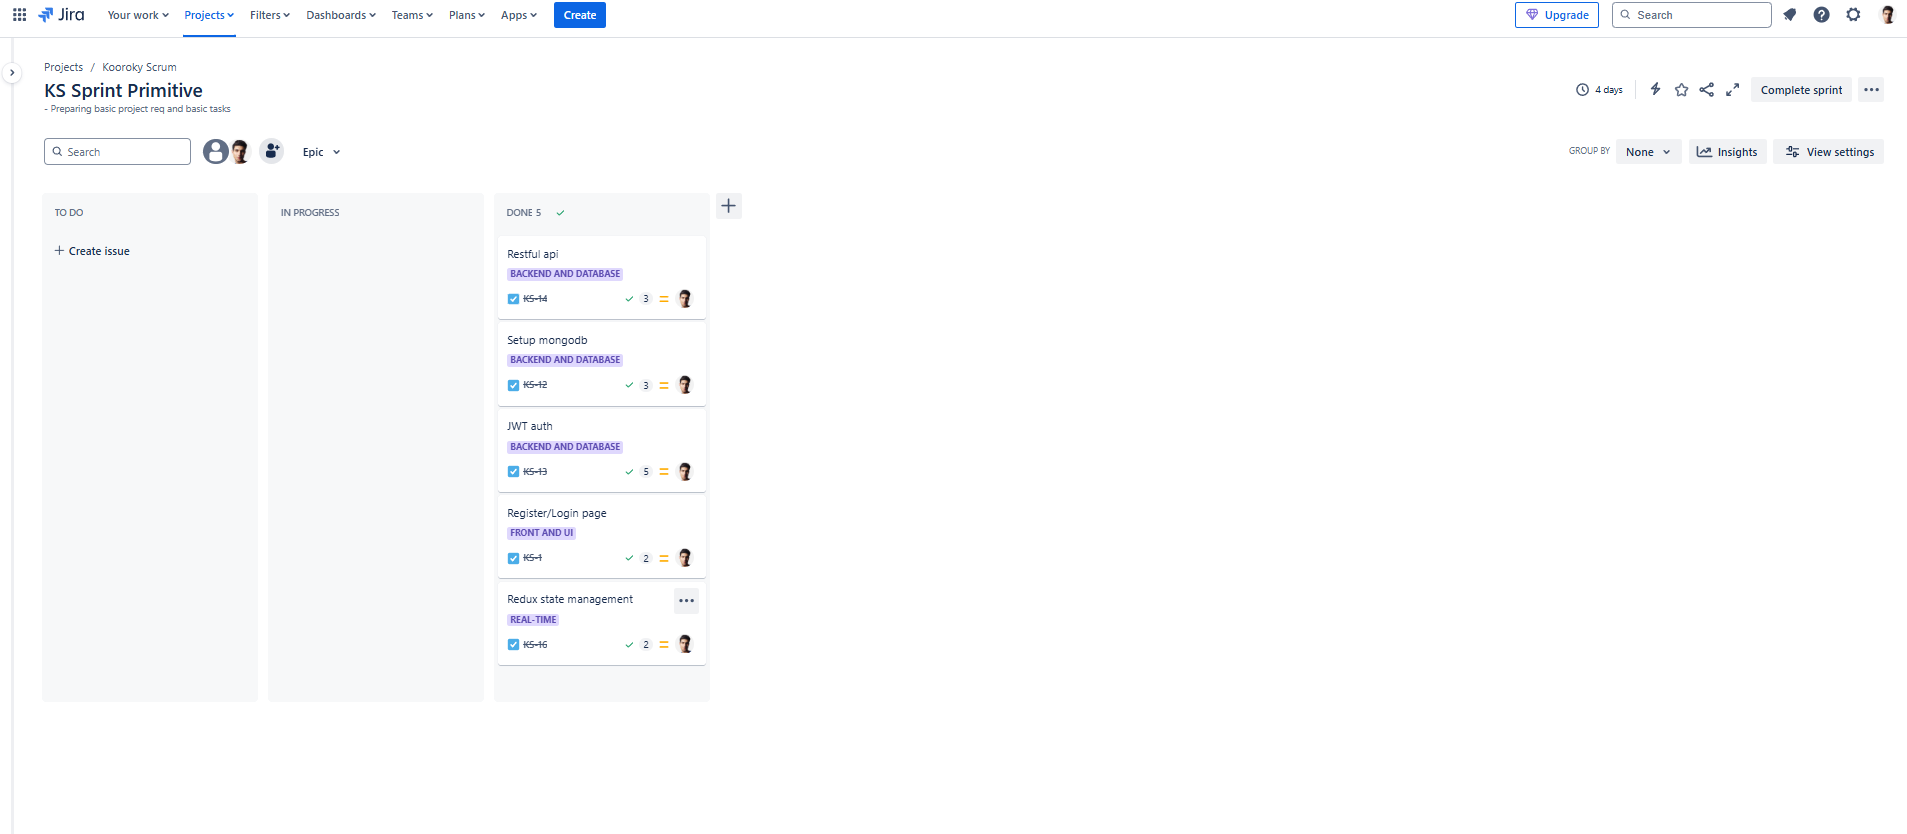 Jira Your work Projects Filters Dashboards Teams Plans Apps Create Upgrade Search
Projects / Kooroky Scrum
KS Sprint Primitive
- Preparing basic project req and basic tasks
4 days Complete sprint
Search Epic GROUP BY None Insights View settings
TO DO
Create issue
IN PROGRESS
DONE 5
Restful api
BACKEND AND DATABASE
KS-14 3
Setup mongodb
BACKEND AND DATABASE
KS-12 3
JWT auth
BACKEND AND DATABASE
KS-13 5
Register/Login page
FRONT AND UI
KS-1 2
Redux state management
REAL-TIME
KS-16 2